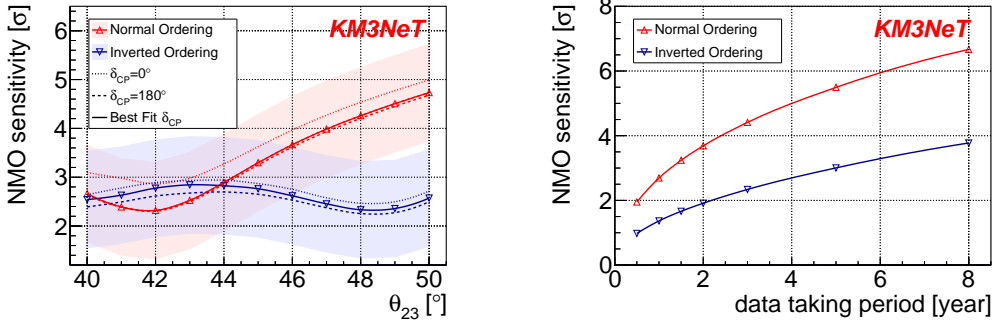 KM3NeT
NMO sensitivity [σ]
6
5
4
3
2
Normal Ordering
Inverted Ordering
δCP=0°
δCP=180°
Best Fit δCP
40 42 44 46 48 50
θ23 [°]
KM3NeT
NMO sensitivity [σ]
8
6
4
2
0
Normal Ordering
Inverted Ordering
0 2 4 6 8
data taking period [year]